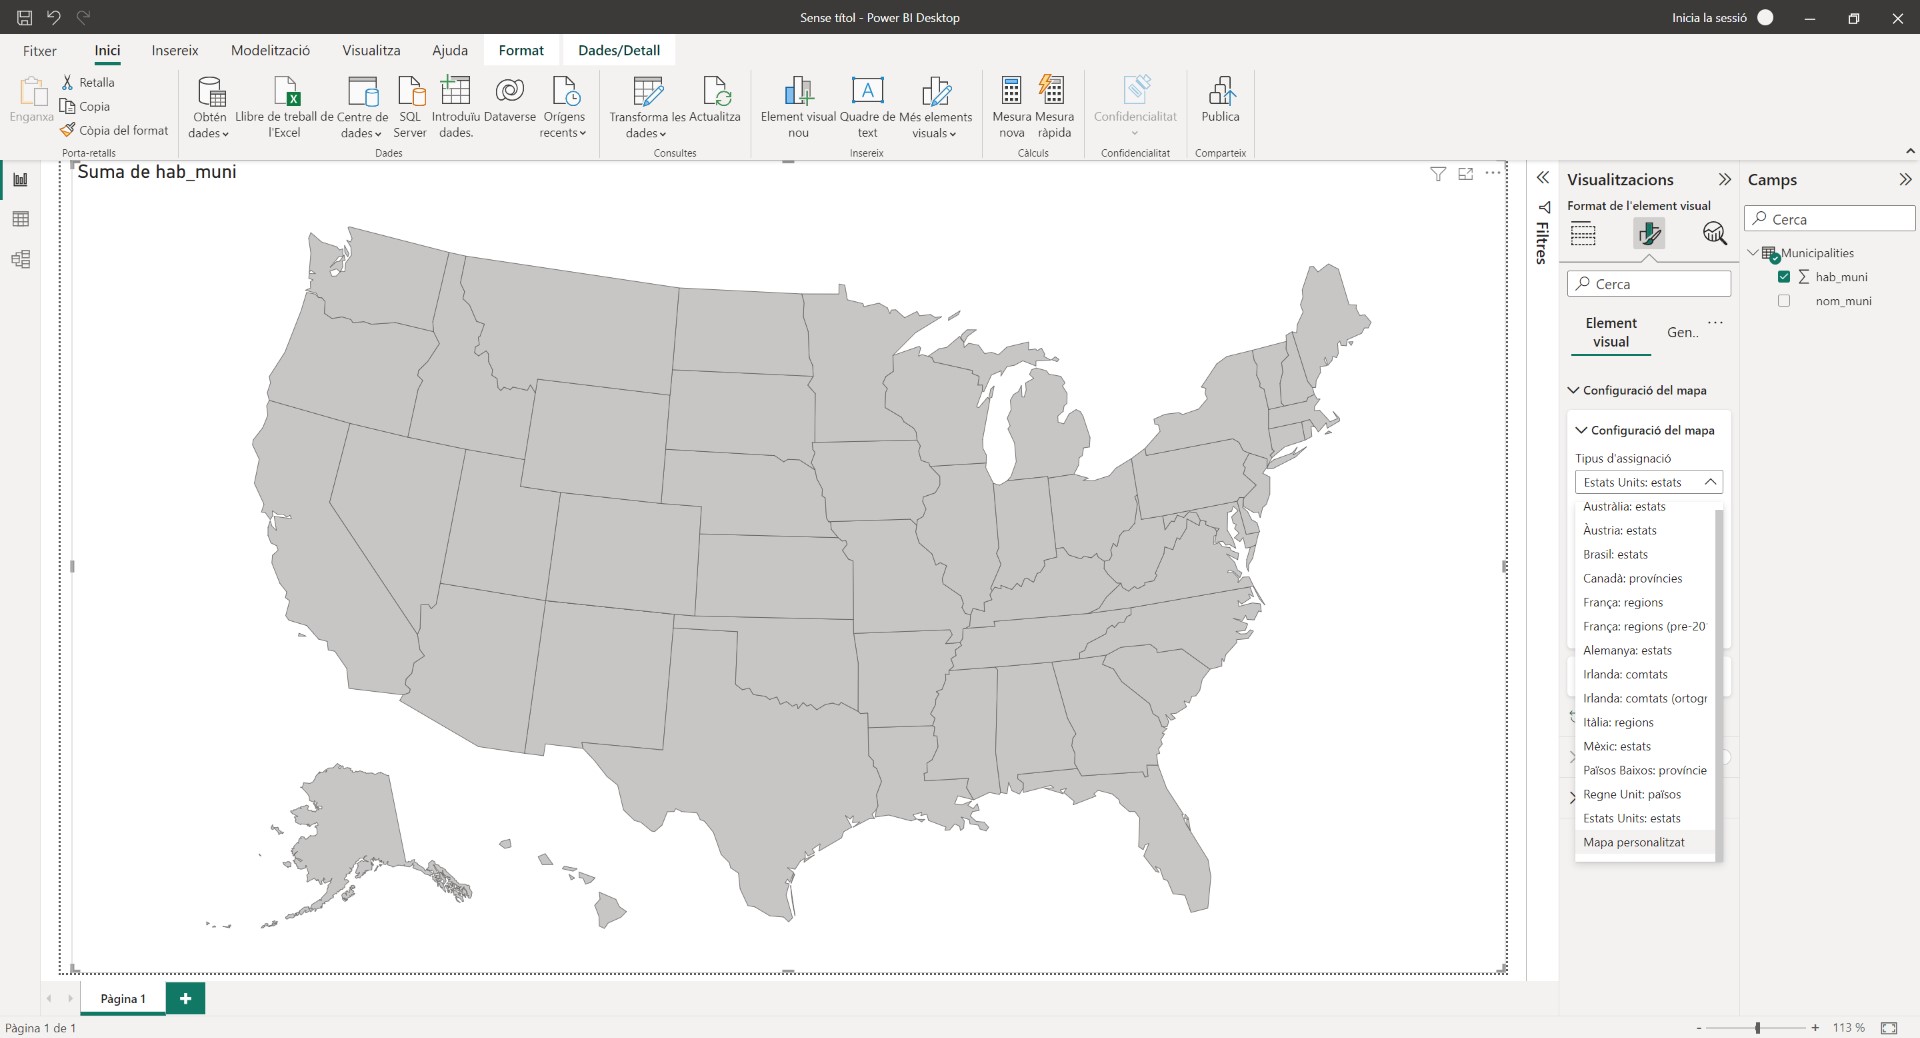 Sense títol - Power BI Desktop
Inicia la sessió
Fitxer
Inici
Insereix
Modelització
Visualitza
Ajuda
Format
Dades/Detall
Enganxa
Retalla
Copia
Còpia del format
Porta-retalls
Obtén dades
Llibre de treball de l'Excel
Centre de dades
SQL Server
Introduïu dades.
Dataverse
Orígens recents
Dades
Transforma les dades
Actualitza
Consultes
Element visual nou
Quadre de text
Més elements visuals
Insereix
Mesura nova
Mesura ràpida
Càlculs
Confidencialitat
Confidencialitat
Publica
Comparteix
Suma de hab_muni
Filtres
Visualitzacions
Format de l'element visual
Cerca
Element visual
Gen..
Configuració del mapa
Configuració del mapa
Tipus d'assignació
Estats Units: estats
Austràlia: estats
Àustria: estats
Brasil: estats
Canadà: províncies
França: regions
França: regions (pre-20
Alemanya: estats
Irlanda: comtats
Irlanda: comtats (ortogr
Itàlia: regions
Mèxic: estats
Països Baixos: províncie
Regne Unit: països
Estats Units: estats
Mapa personalitzat
Camps
Cerca
Municipalities
hab_muni
nom_muni
Pàgina 1
Pàgina 1 de 1
- + 113 %